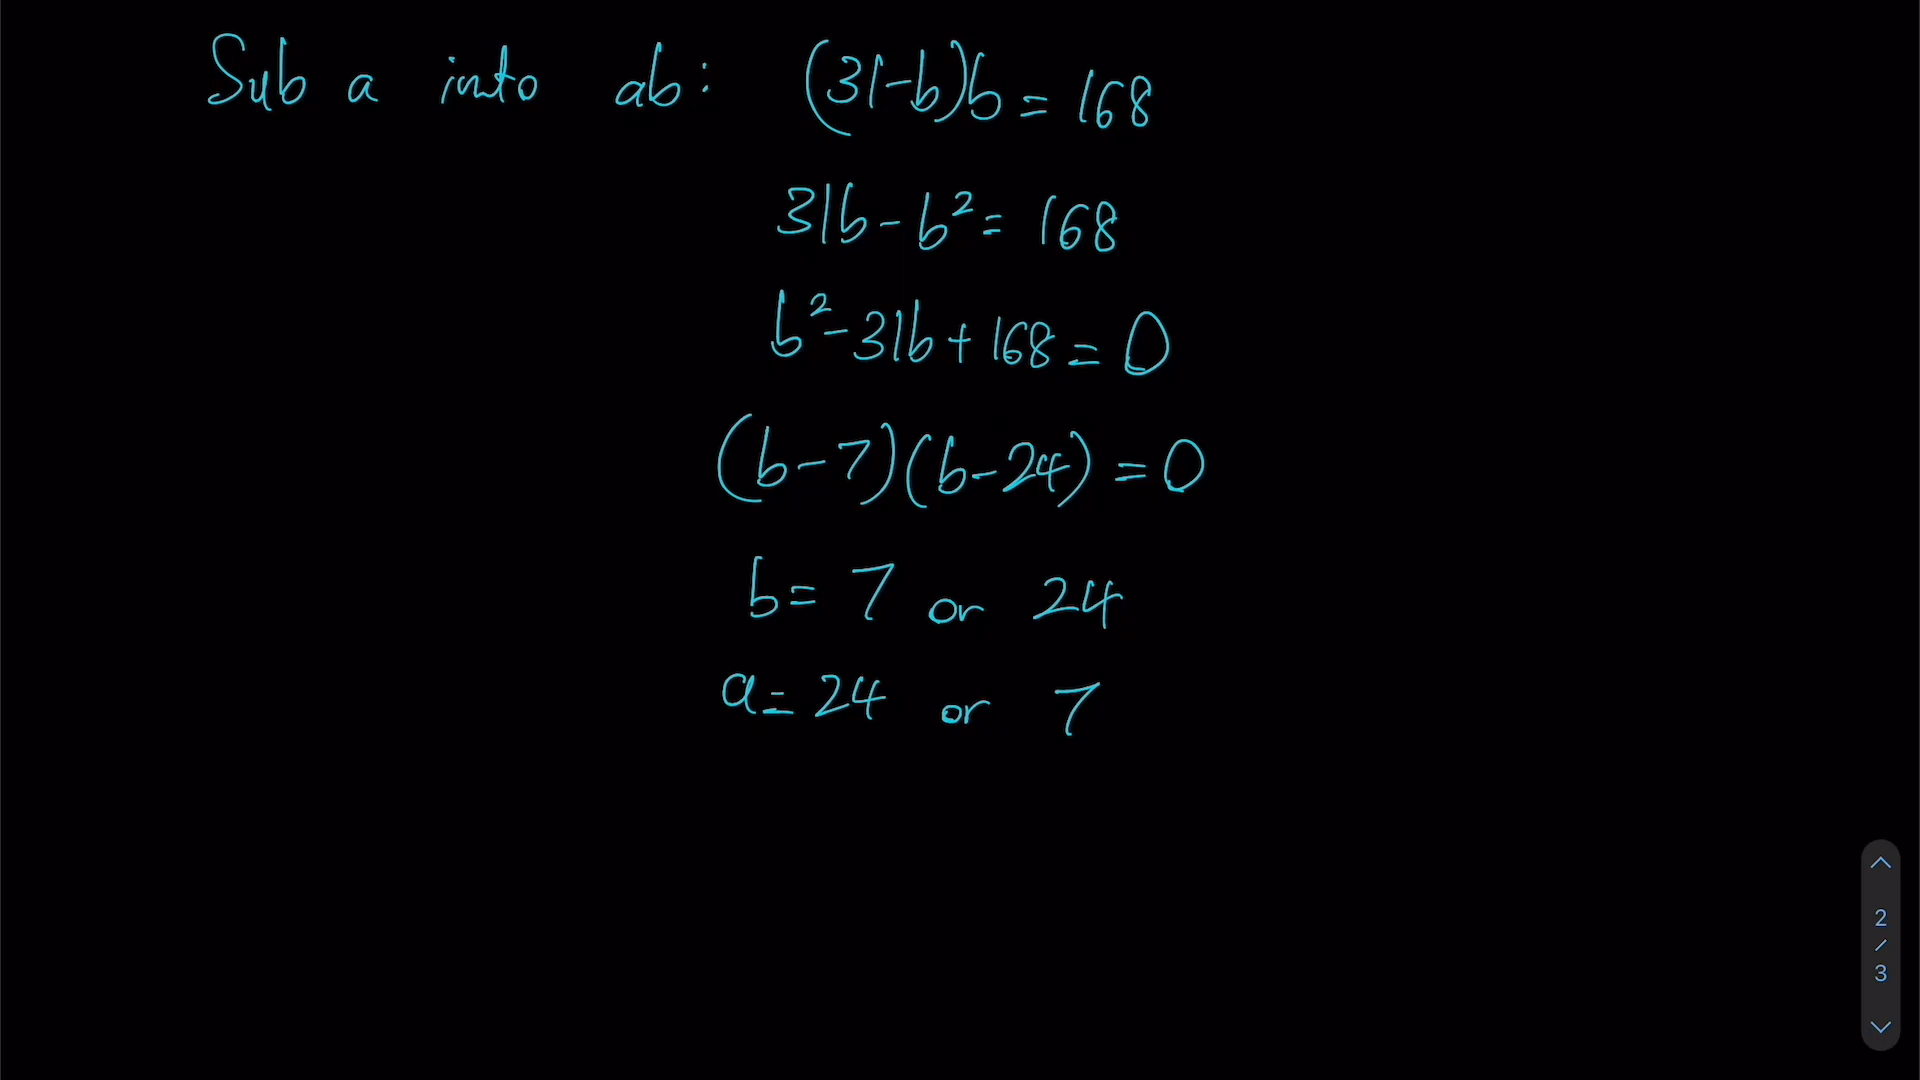 Sub a into ab: (31-b)b = 168
31b - b² = 168
b² - 31b + 168 = 0
(b-7)(b-24) = 0
b = 7 or 24
a = 24 or 7
2
/
3